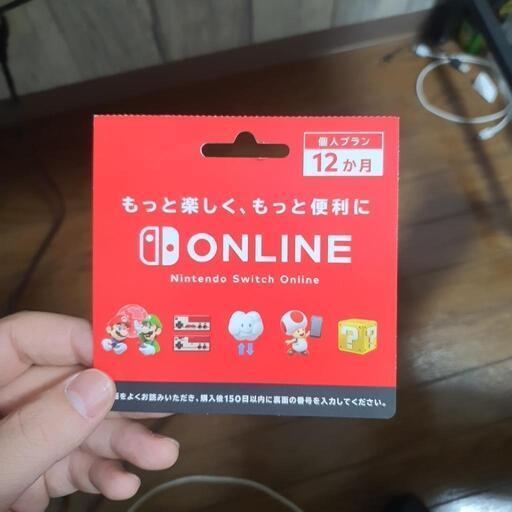 個人プラン
12か月
もっと楽しく、もっと便利に
ONLINE
Nintendo Switch Online
をよくお読みいただき、購入後150日以内に裏面の番号を入力してください。
? ?